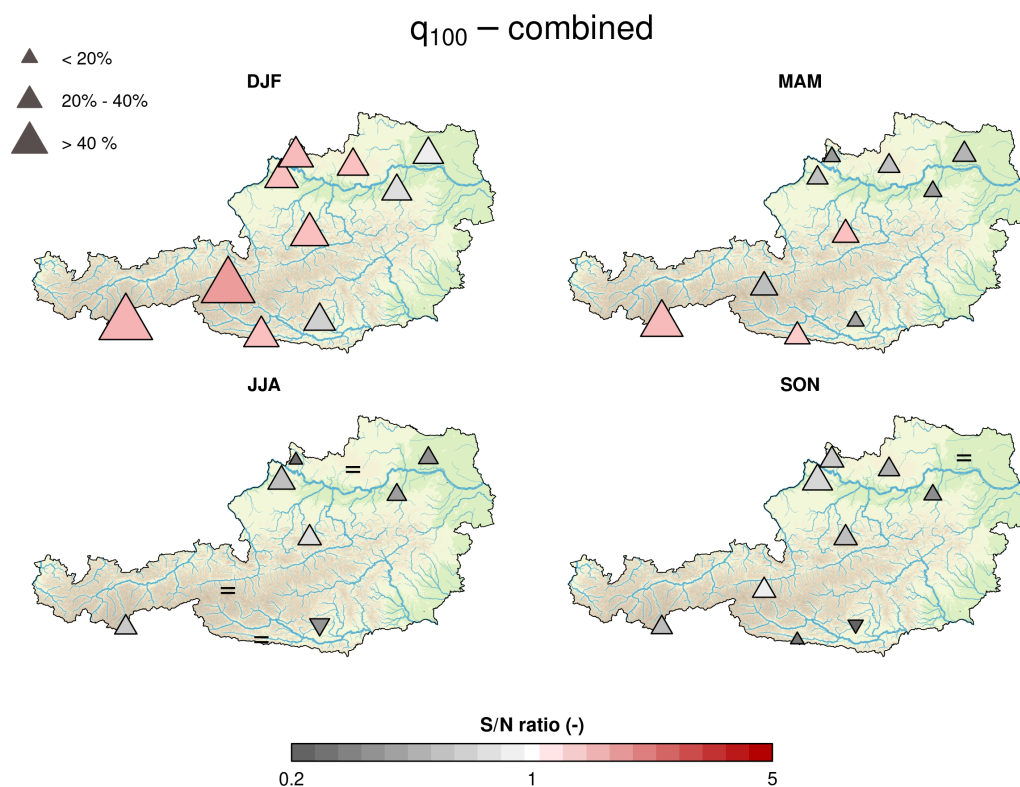 q₁₀₀ – combined
< 20%
20% - 40%
> 40 %
DJF
MAM
=
=
=
JJA
SON
=
S/N ratio (-)
0.2 1 5